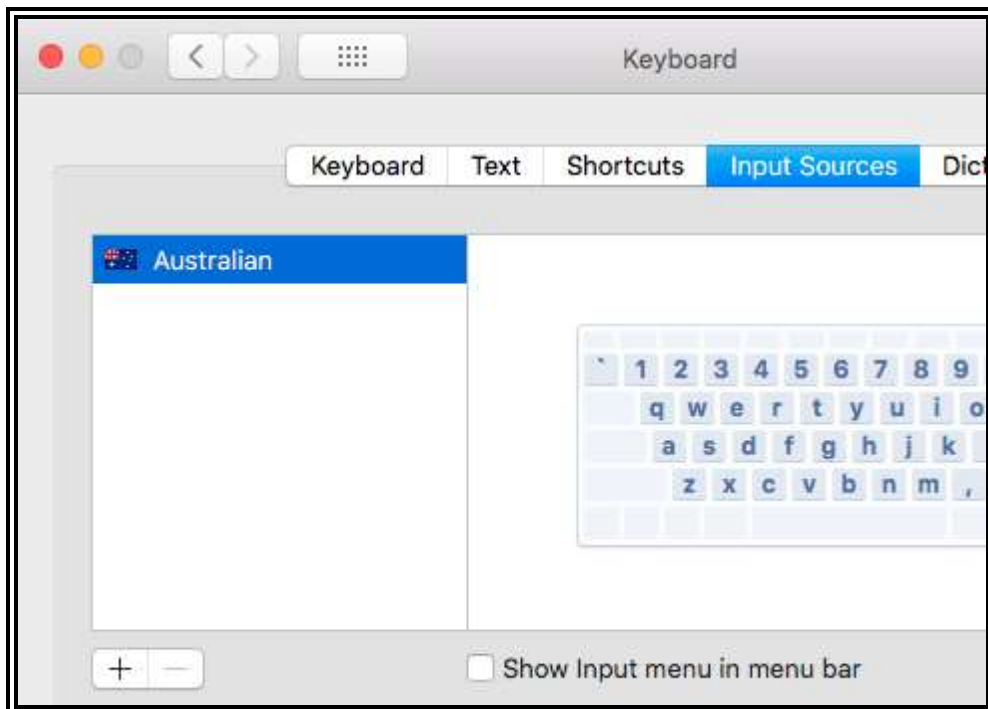 Keyboard
Keyboard Text Shortcuts Input Sources Dict
Australian
` 1 2 3 4 5 6 7 8 9
q w e r t y u i o
a s d f g h j k
z x c v b n m ,
+ −
Show Input menu in menu bar